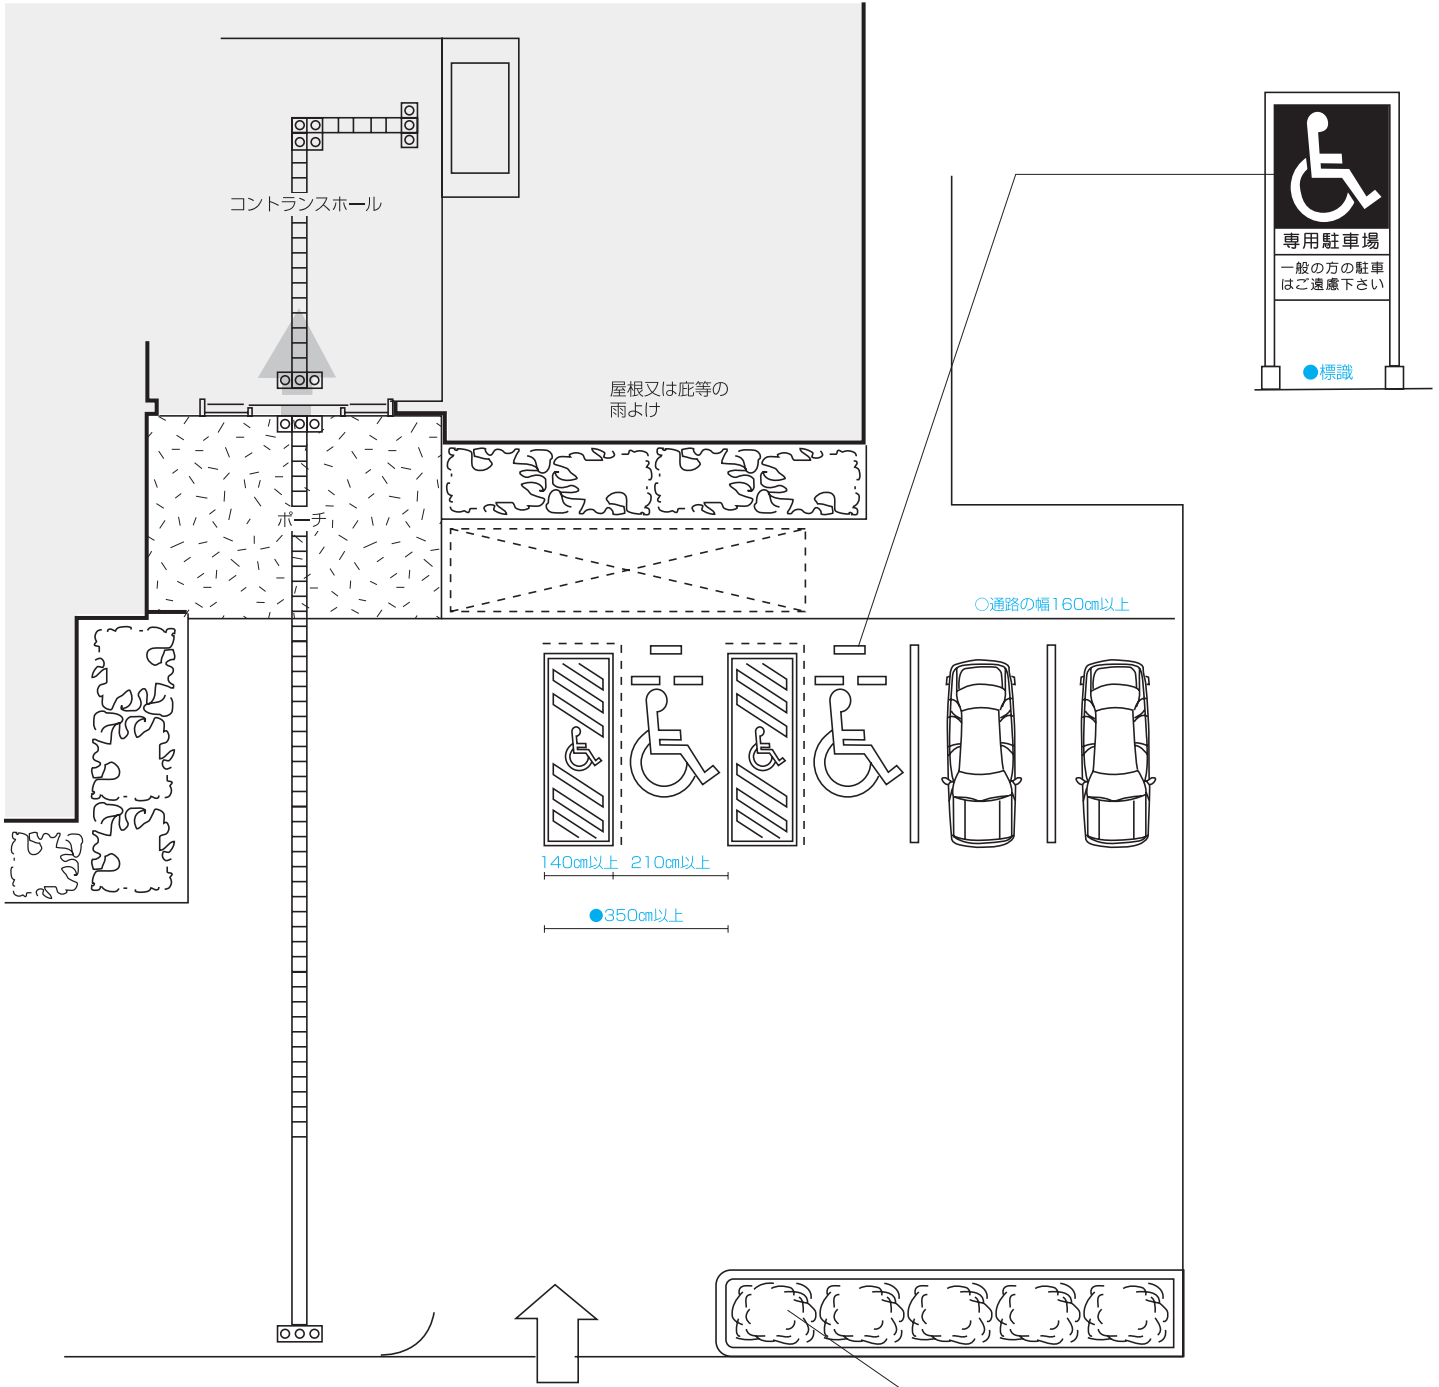 コントランスホール
専用駐車場
一般の方の駐車
はご遠慮下さい
●標識
屋根又は庇等の
雨よけ
ポーチ
○通路の幅160㎝以上
140㎝以上 210㎝以上
●350㎝以上